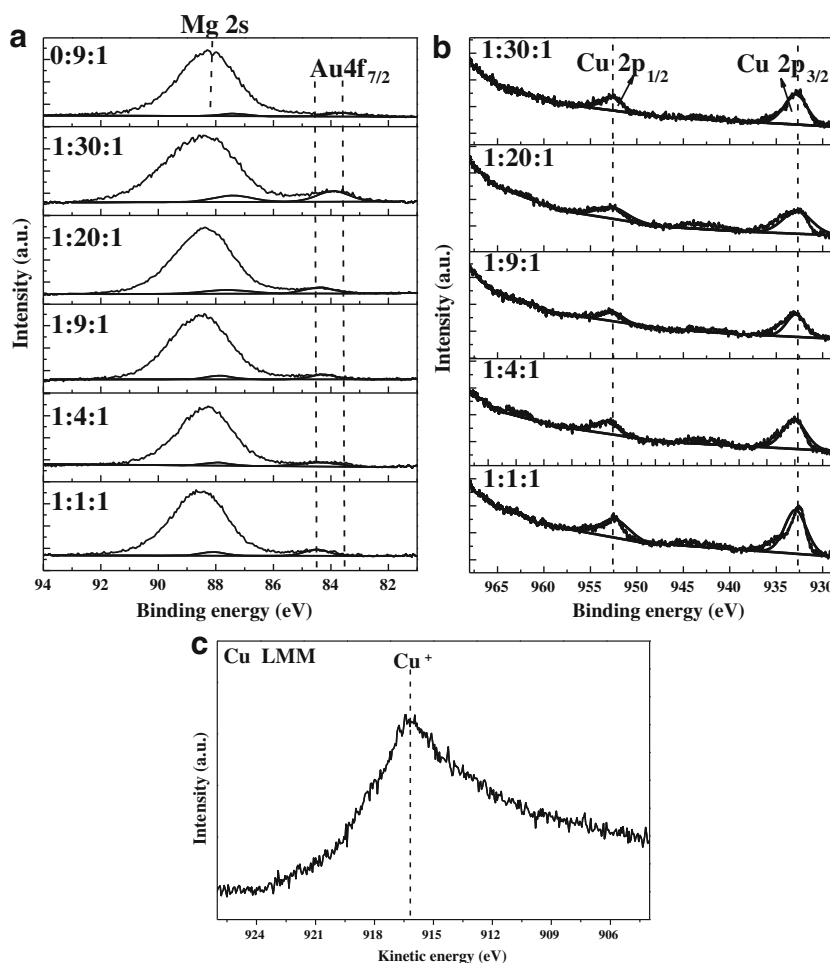 a
Mg 2s
Au4f7/2
0:9:1
1:30:1
1:20:1
1:9:1
1:4:1
1:1:1
Intensity (a.u.)
94 92 90 88 86 84 82
Binding energy (eV)
b
1:30:1
Cu 2p1/2
Cu 2p3/2
1:20:1
1:9:1
1:4:1
1:1:1
Intensity (a.u.)
965 960 955 950 945 940 935 930
Binding energy (eV)
c
Cu LMM
Cu+
Intensity (a.u.)
924 921 918 915 912 909 906
Kinetic energy (eV)